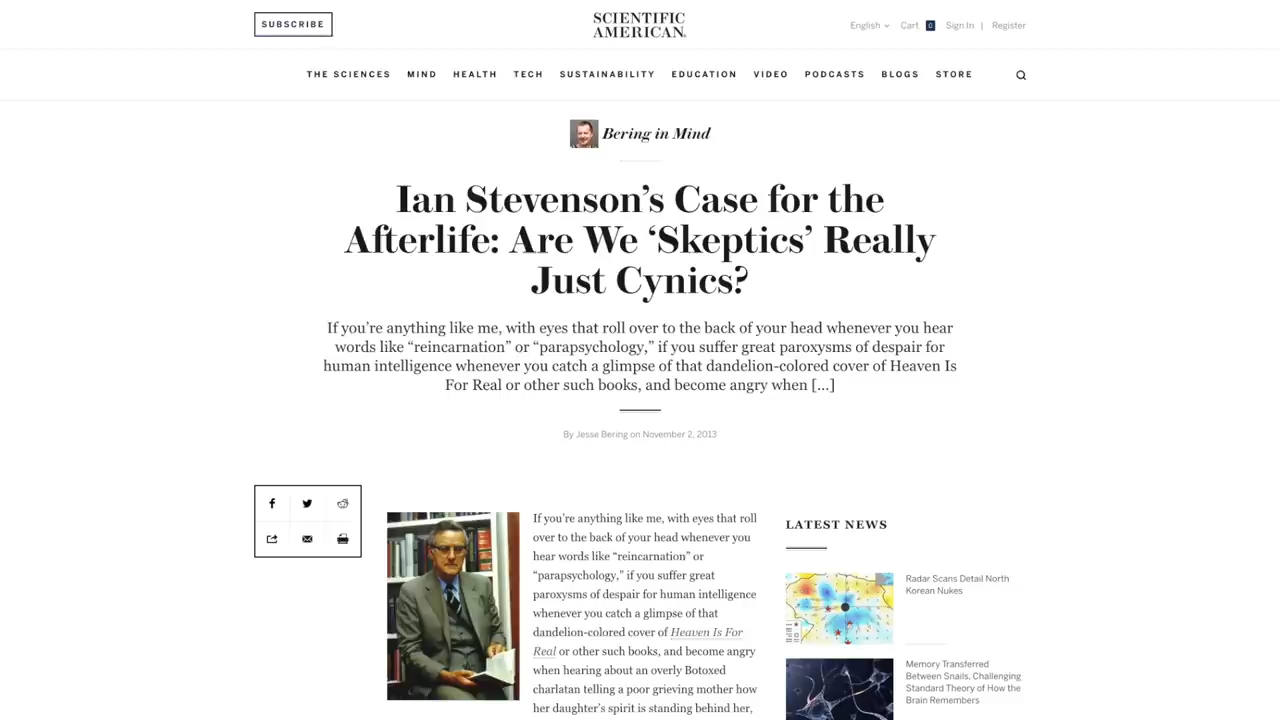 SUBSCRIBE
SCIENTIFIC
AMERICAN
English
Cart 0 Sign In | Register
THE SCIENCES MIND HEALTH TECH SUSTAINABILITY EDUCATION VIDEO PODCASTS BLOGS STORE
Bering in Mind
Ian Stevenson’s Case for the
Afterlife: Are We ‘Skeptics’ Really
Just Cynics?
If you’re anything like me, with eyes that roll over to the back of your head whenever you hear
words like “reincarnation” or “parapsychology,” if you suffer great paroxysms of despair for
human intelligence whenever you catch a glimpse of that dandelion-colored cover of Heaven Is
For Real or other such books, and become angry when [...]
By Jesse Bering on November 2, 2013
If you’re anything like me, with eyes that roll
over to the back of your head whenever you
hear words like “reincarnation” or
“parapsychology,” if you suffer great
paroxysms of despair for human intelligence
whenever you catch a glimpse of that
dandelion-colored cover of Heaven Is For
Real or other such books, and become angry
when hearing about an overly Botoxed
charlatan telling a poor grieving mother how
her daughter’s spirit is standing behind her,
LATEST NEWS
Radar Scans Detail North
Korean Nukes
Memory Transferred
Between Snails, Challenging
Standard Theory of How the
Brain Remembers